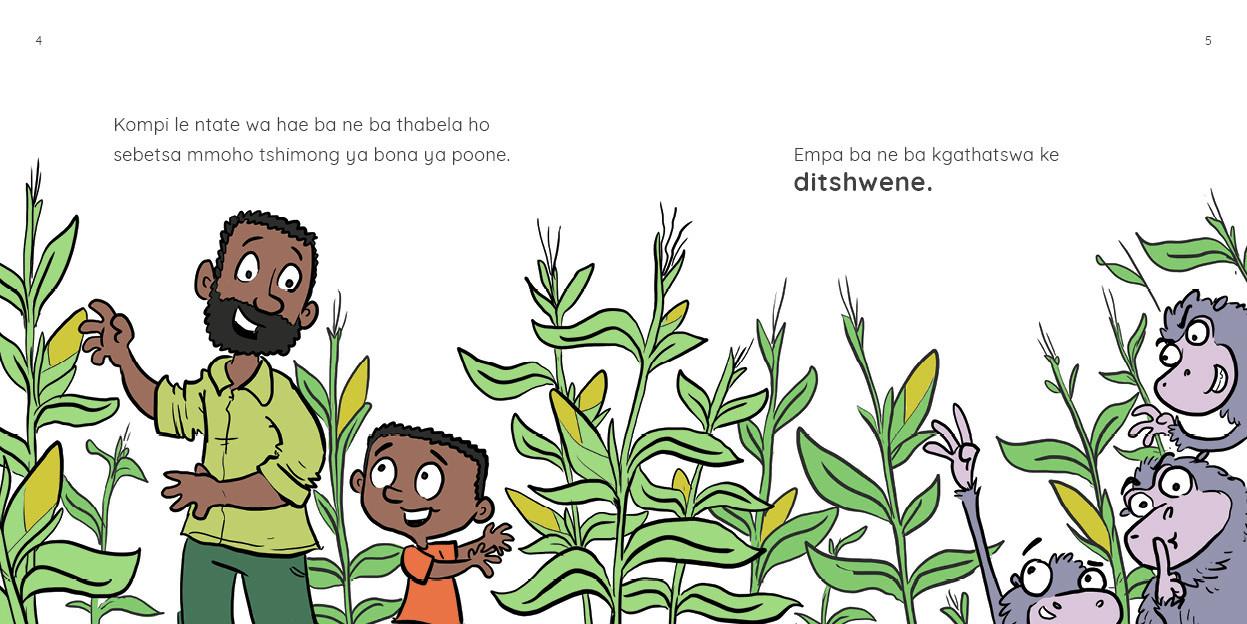 4
5
Kompi le ntate wa hae ba ne ba thabela ho
sebetsa mmoho tshimong ya bona ya poone.
Empa ba ne ba kgathatswa ke
ditshwene.